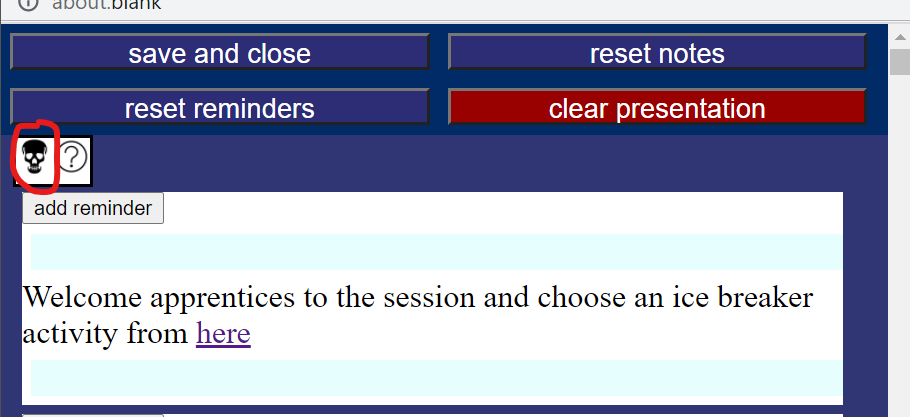 about:blank
save and close
reset notes
reset reminders
clear presentation
?
add reminder
Welcome apprentices to the session and choose an ice breaker
activity from here